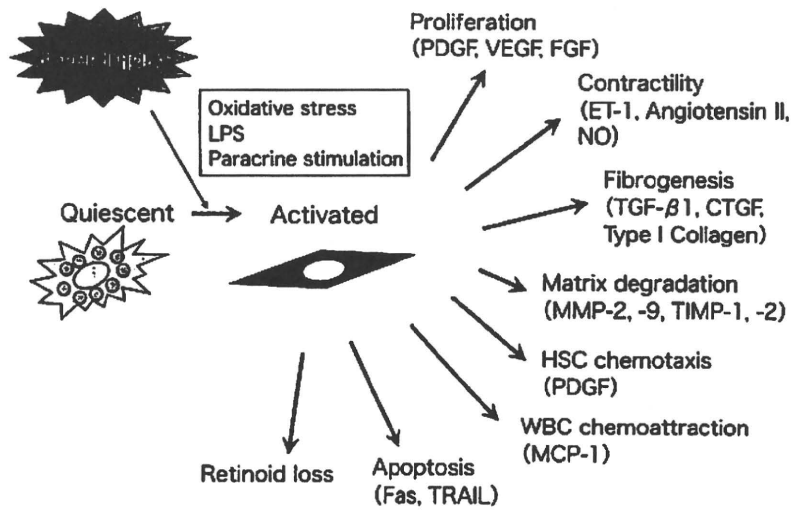 Proliferation
(PDGF, VEGF, FGF)
Contractility
(ET-1, Angiotensin II,
NO)
Oxidative stress
LPS
Paracrine stimulation
Fibrogenesis
(TGF-β1, CTGF,
Type I Collagen)
Quiescent
Activated
Matrix degradation
(MMP-2, -9, TIMP-1, -2)
HSC chemotaxis
(PDGF)
WBC chemoattraction
(MCP-1)
Retinoid loss
Apoptosis
(Fas, TRAIL)